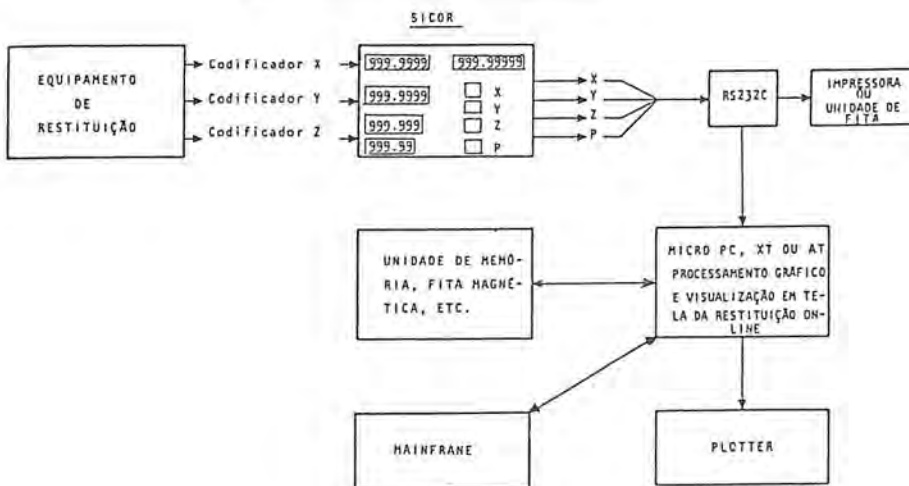 SICOR
EQUIPAMENTO
DE
RESTITUIÇÃO
Codificador X
Codificador Y
Codificador Z
999.9999
999.99999
999.9999
999.999
999.99
X
Y
Z
P
X
Y
Z
P
RS232C
IMPRESSORA
OU
UNIDADE DE
FITA
UNIDADE DE MEMÓ-
RIA, FITA MAGNÉ-
TICA, ETC.
MICRO PC, XT OU AT
PROCESSAMENTO GRÁFICO
E VISUALIZAÇÃO EM TE-
LA DA RESTITUIÇÃO ON-
LINE
MAINFRANE
PLOTTER